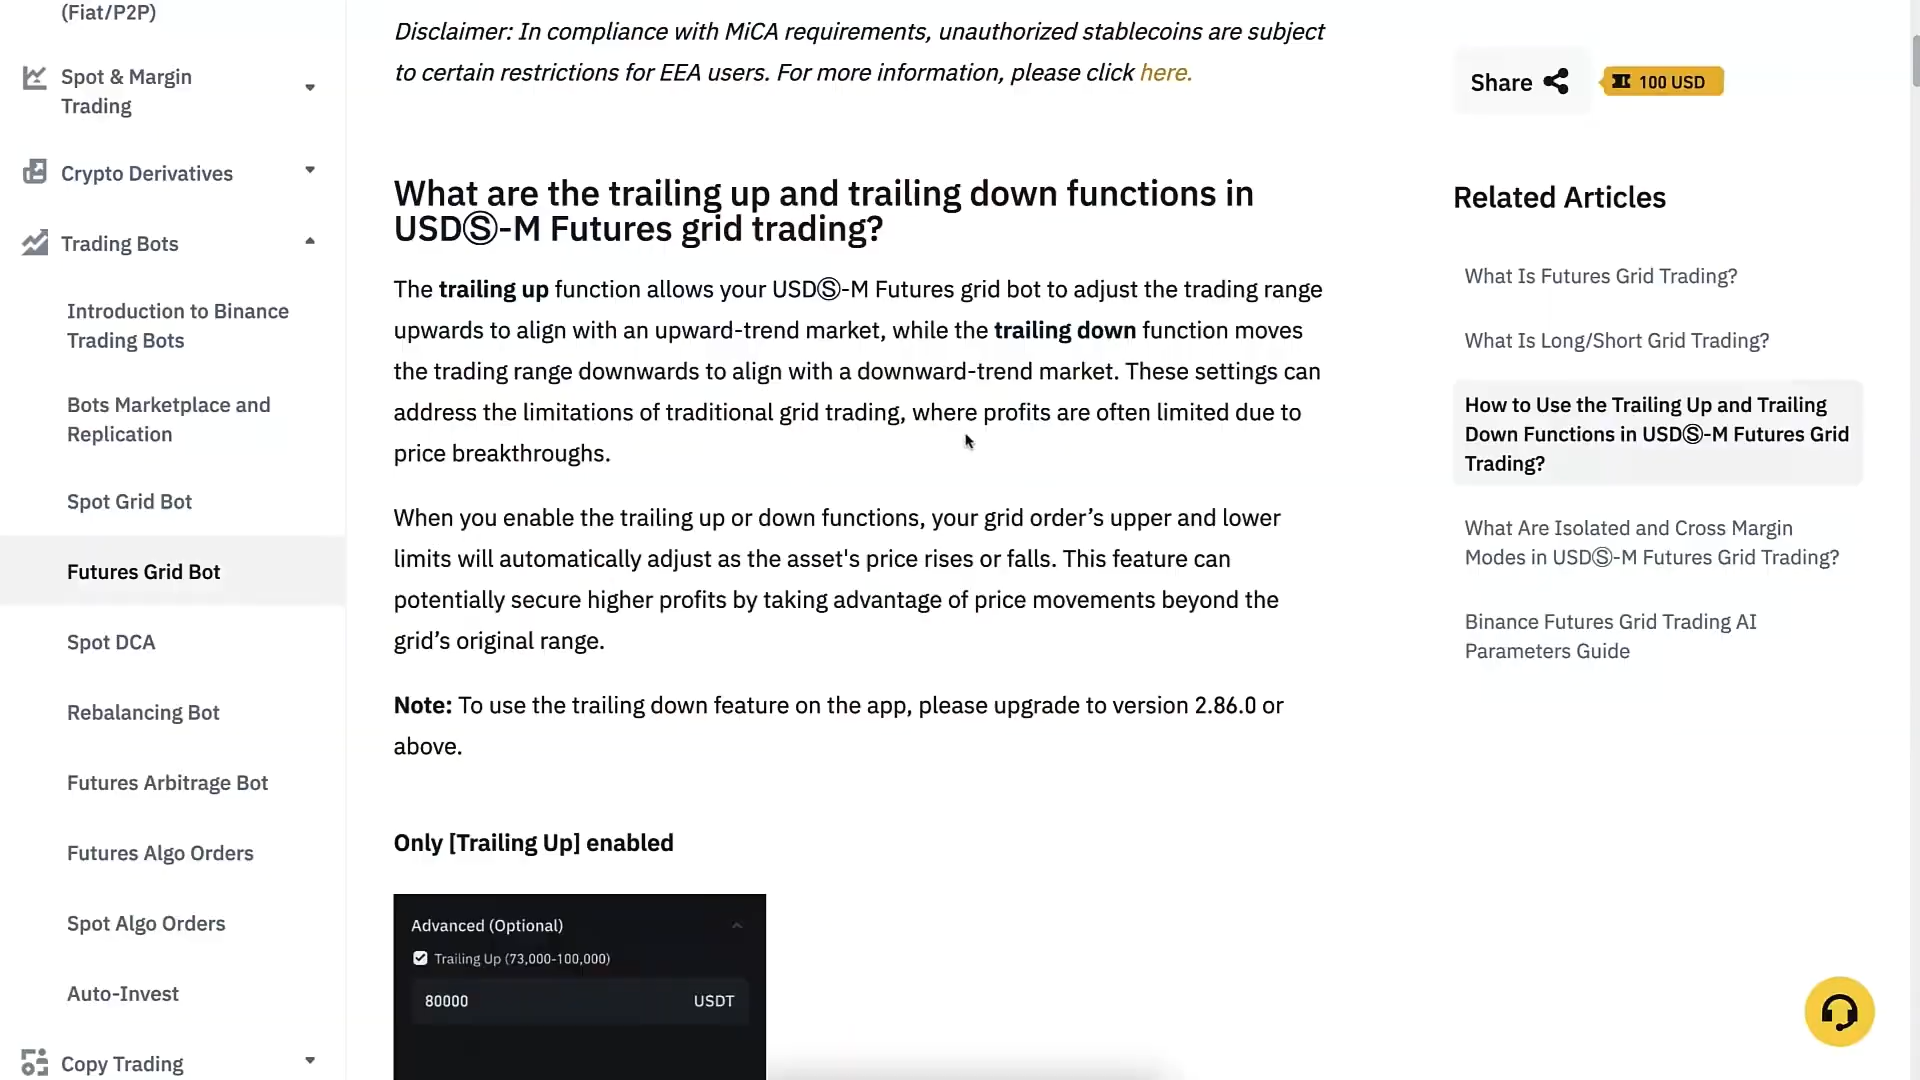 (Fiat/P2P)
Spot & Margin
Trading
Crypto Derivatives
Trading Bots
Introduction to Binance
Trading Bots
Bots Marketplace and
Replication
Spot Grid Bot
Futures Grid Bot
Spot DCA
Rebalancing Bot
Futures Arbitrage Bot
Futures Algo Orders
Spot Algo Orders
Auto-Invest
Copy Trading
Disclaimer: In compliance with MiCA requirements, unauthorized stablecoins are subject
to certain restrictions for EEA users. For more information, please click here.
What are the trailing up and trailing down functions in
USDⓈ-M Futures grid trading?
The trailing up function allows your USDⓈ-M Futures grid bot to adjust the trading range
upwards to align with an upward-trend market, while the trailing down function moves
the trading range downwards to align with a downward-trend market. These settings can
address the limitations of traditional grid trading, where profits are often limited due to
price breakthroughs.
When you enable the trailing up or down functions, your grid order’s upper and lower
limits will automatically adjust as the asset's price rises or falls. This feature can
potentially secure higher profits by taking advantage of price movements beyond the
grid’s original range.
Note: To use the trailing down feature on the app, please upgrade to version 2.86.0 or
above.
Only [Trailing Up] enabled
Advanced (Optional)
Trailing Up (73,000-100,000)
80000 USDT
Share 100 USD
Related Articles
What Is Futures Grid Trading?
What Is Long/Short Grid Trading?
How to Use the Trailing Up and Trailing
Down Functions in USDⓈ-M Futures Grid
Trading?
What Are Isolated and Cross Margin
Modes in USDⓈ-M Futures Grid Trading?
Binance Futures Grid Trading AI
Parameters Guide